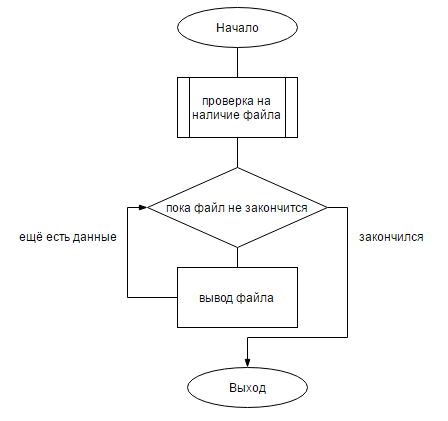 Начало
проверка на
наличие файла
пока файл не закончится
ещё есть данные
закончился
вывод файла
Выход